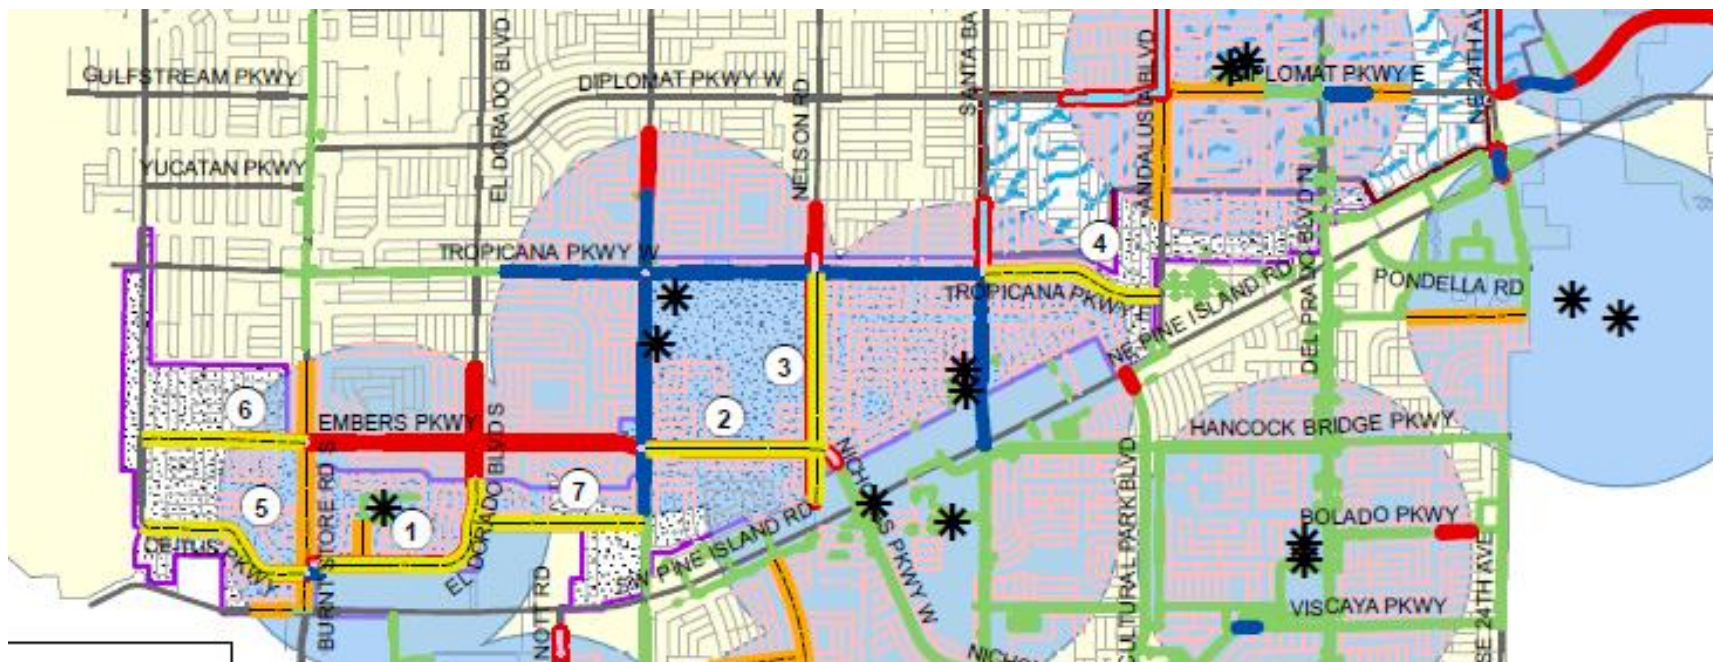 GULFSTREAM PKWY
EL DORADO BLVD
DIPLOMAT PKWY W
NELSON RD
SANTA BA
ANDALUSIA BLVD
DIPLOMAT PKWY E
NE 24TH AV
YUCATAN PKWY
TROPICANA PKWY W
4
TROPICANA PKWY E
NE PINE ISLAND RD
DEL PRADO BLVD N
PONDELLA RD
3
6
2
EMBERS PKWY
EL DORADO BLVD S
HANCOCK BRIDGE PKWY
7
5
1
BURNT STORE RD S
NICHOLAS PKWY W
CULTURAL PARK BLVD
BOLADO PKWY
SW PINE ISLAND RD
NOTT RD
VISCAYA PKWY
SE 24TH AVE